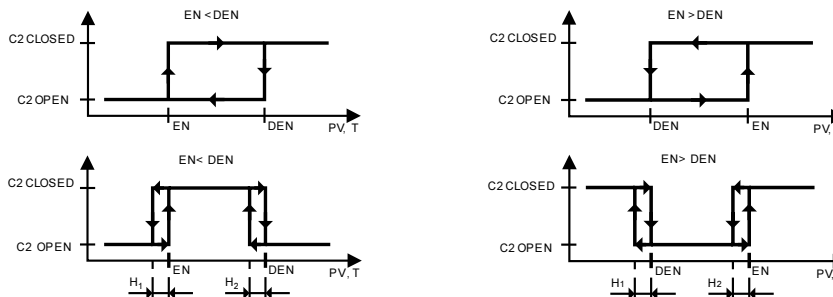 EN <DEN
C2 CLOSED
C2 OPEN
EN
DEN
PV, T
EN >DEN
C2 CLOSED
C2 OPEN
DEN
EN
PV,
EN< DEN
C2 CLOSED
C2 OPEN
EN
DEN
PV, T
H1
H2
EN> DEN
C2 CLOSED
C2 OPEN
DEN
EN
PV,
H1
H2